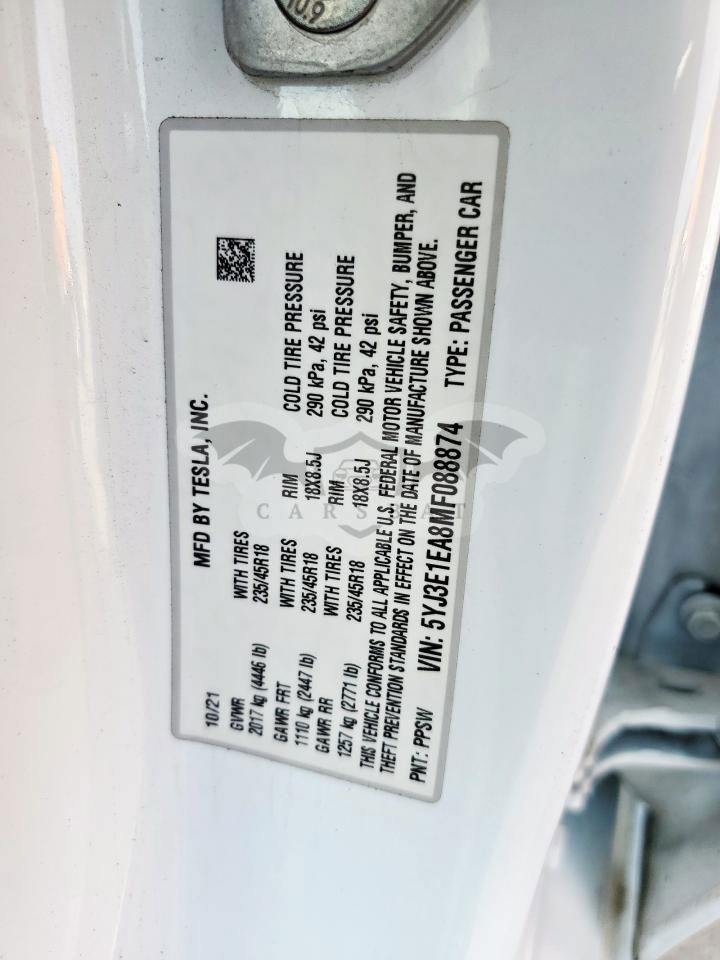 10.9
MFD BY TESLA, INC.
10/21
GVWR WITH TIRES
2017 kg (4446 lb) 235/45R18
GAWR FRT WITH TIRES RIM COLD TIRE PRESSURE
1110 kg (2447 lb) 235/45R18 18X8.5J 290 kPa, 42 psi
GAWR RR WITH TIRES RIM COLD TIRE PRESSURE
1257 kg (2771 lb) 235/45R18 18X8.5J 290 kPa, 42 psi
THIS VEHICLE CONFORMS TO ALL APPLICABLE U.S. FEDERAL MOTOR VEHICLE SAFETY, BUMPER, AND
THEFT PREVENTION STANDARDS IN EFFECT ON THE DATE OF MANUFACTURE SHOWN ABOVE.
PNT: PPSW VIN: 5YJ3E1EA8MF088874 TYPE: PASSENGER CAR
CARSBAT